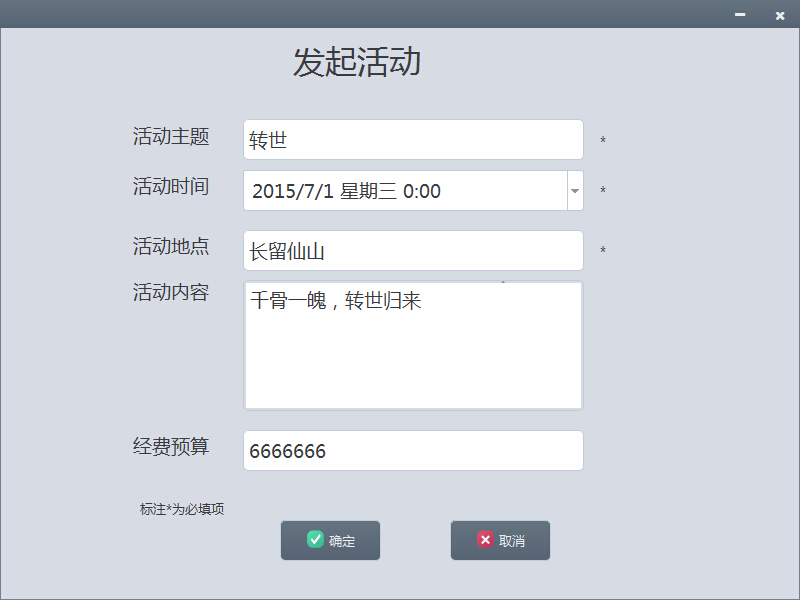 发起活动
活动主题 转世 *
活动时间 2015/7/1 星期三 0:00 *
活动地点 长留仙山 *
活动内容 千骨一魄，转世归来
经费预算 6666666
标注*为必填项
确定 取消